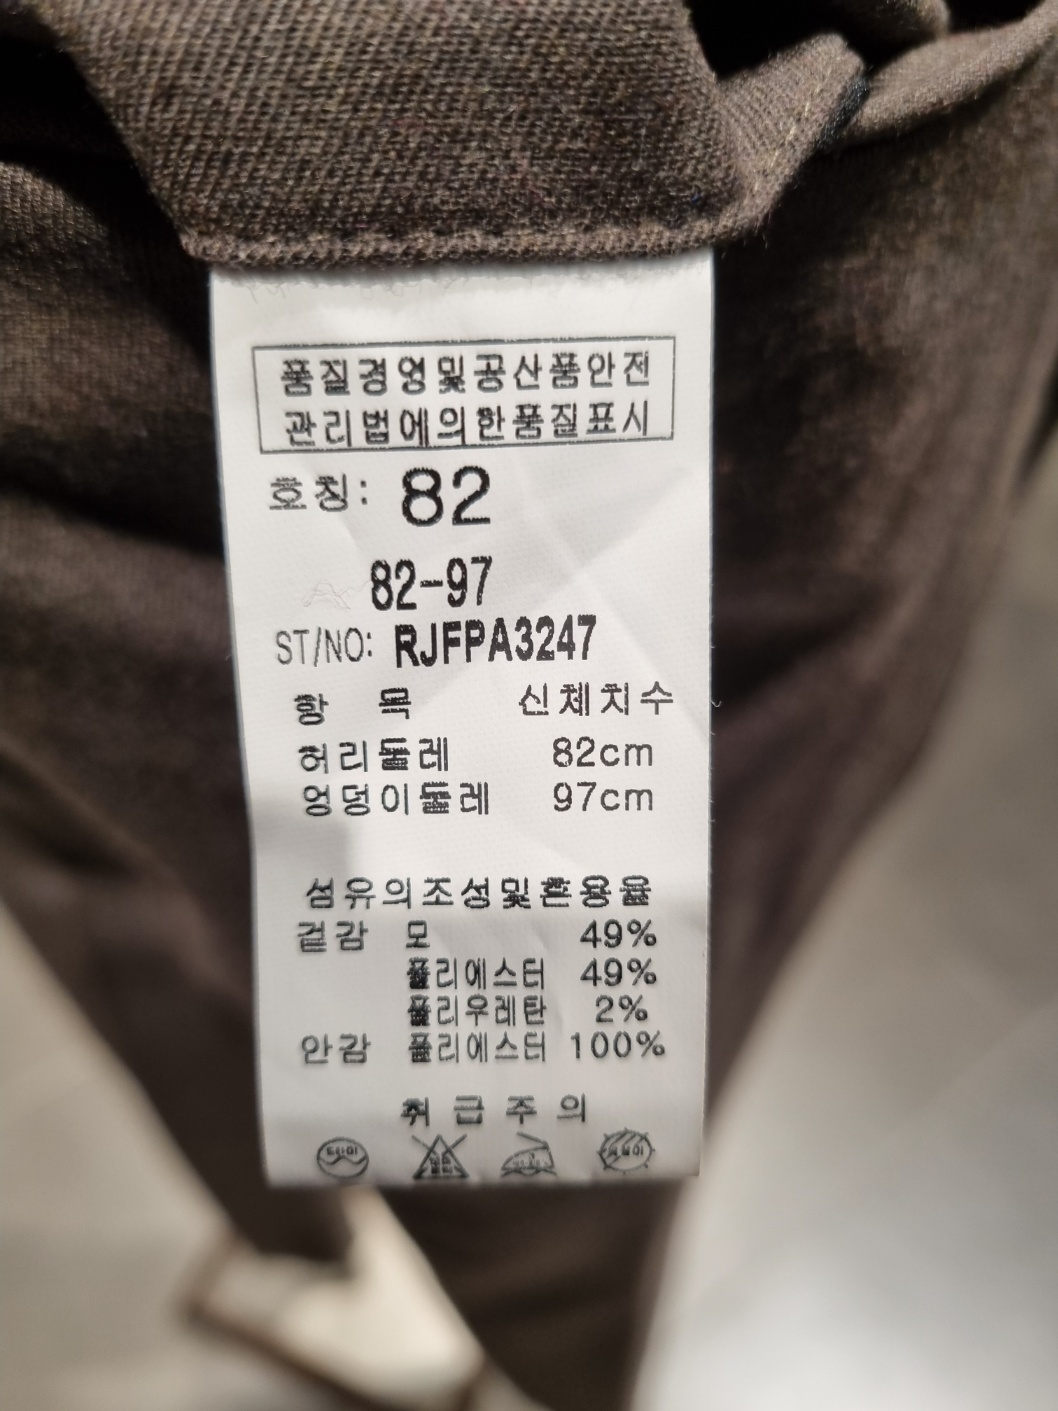 품질경영및공산품안전
관리법에의한품질표시
호칭: 82
82-97
ST/NO: RJFPA3247
항 목 신체치수
허리둘레 82cm
엉덩이둘레 97cm
섬유의조성및혼용율
겉감 모 49%
폴리에스터 49%
폴리우레탄 2%
안감 폴리에스터 100%
취급주의